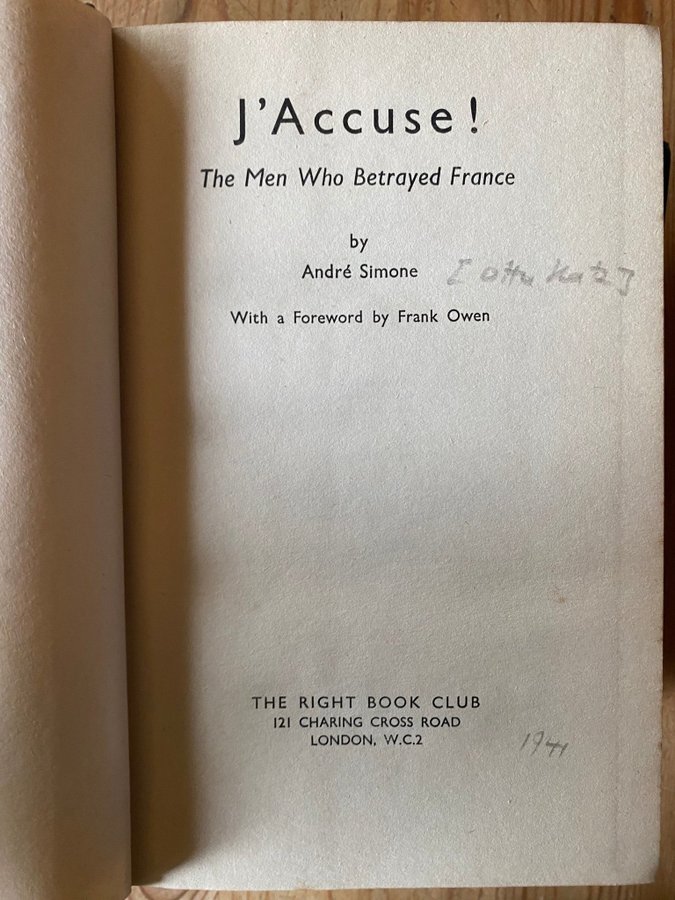 J'Accuse!
The Men Who Betrayed France
by
André Simone [Otto Katz]
With a Foreword by Frank Owen
THE RIGHT BOOK CLUB
121 CHARING CROSS ROAD
LONDON, W.C.2
1941